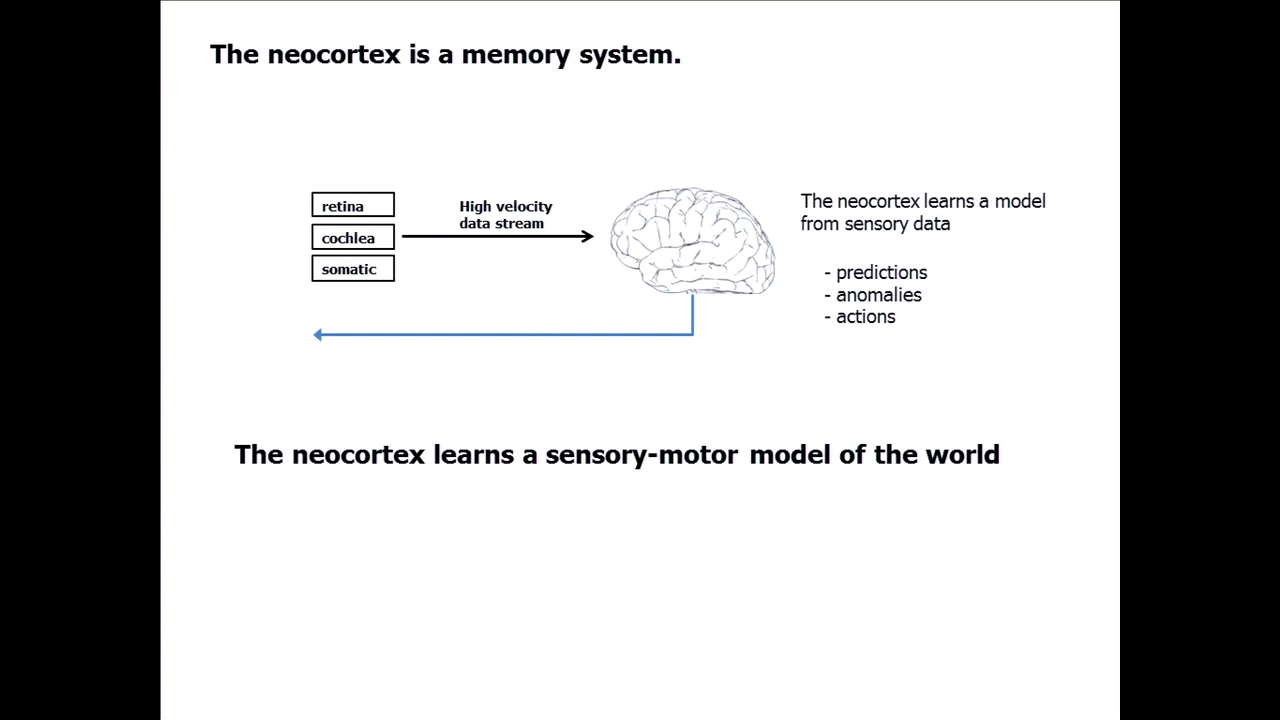 The neocortex is a memory system.
retina
cochlea
somatic
High velocity
data stream
The neocortex learns a model
from sensory data
- predictions
- anomalies
- actions
The neocortex learns a sensory-motor model of the world